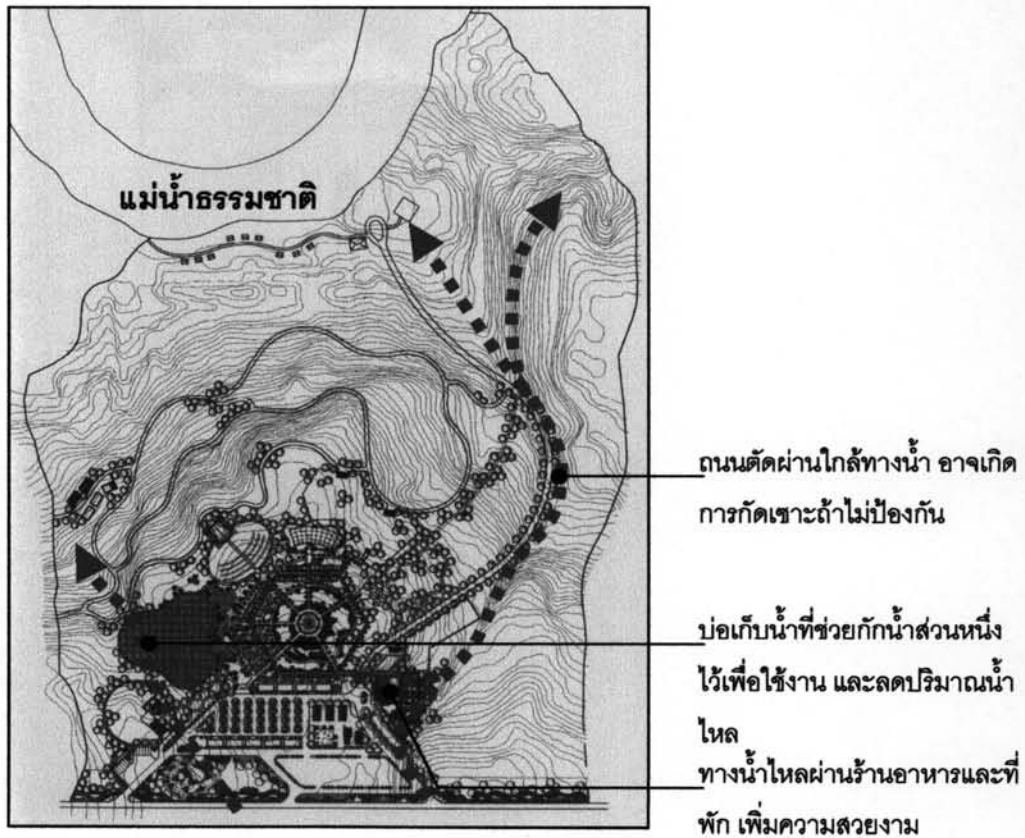 แม่น้ำธรรมชาติ
ถนนตัดผ่านใกล้ทางน้ำ อาจเกิด
การกัดเซาะถ้าไม่ป้องกัน
บ่อเก็บน้ำที่ช่วยกักน้ำส่วนหนึ่ง
ไว้เพื่อใช้งาน และลดปริมาณน้ำ
ไหล
ทางน้ำไหลผ่านร้านอาหารและที่
พัก เพิ่มความสวยงาม